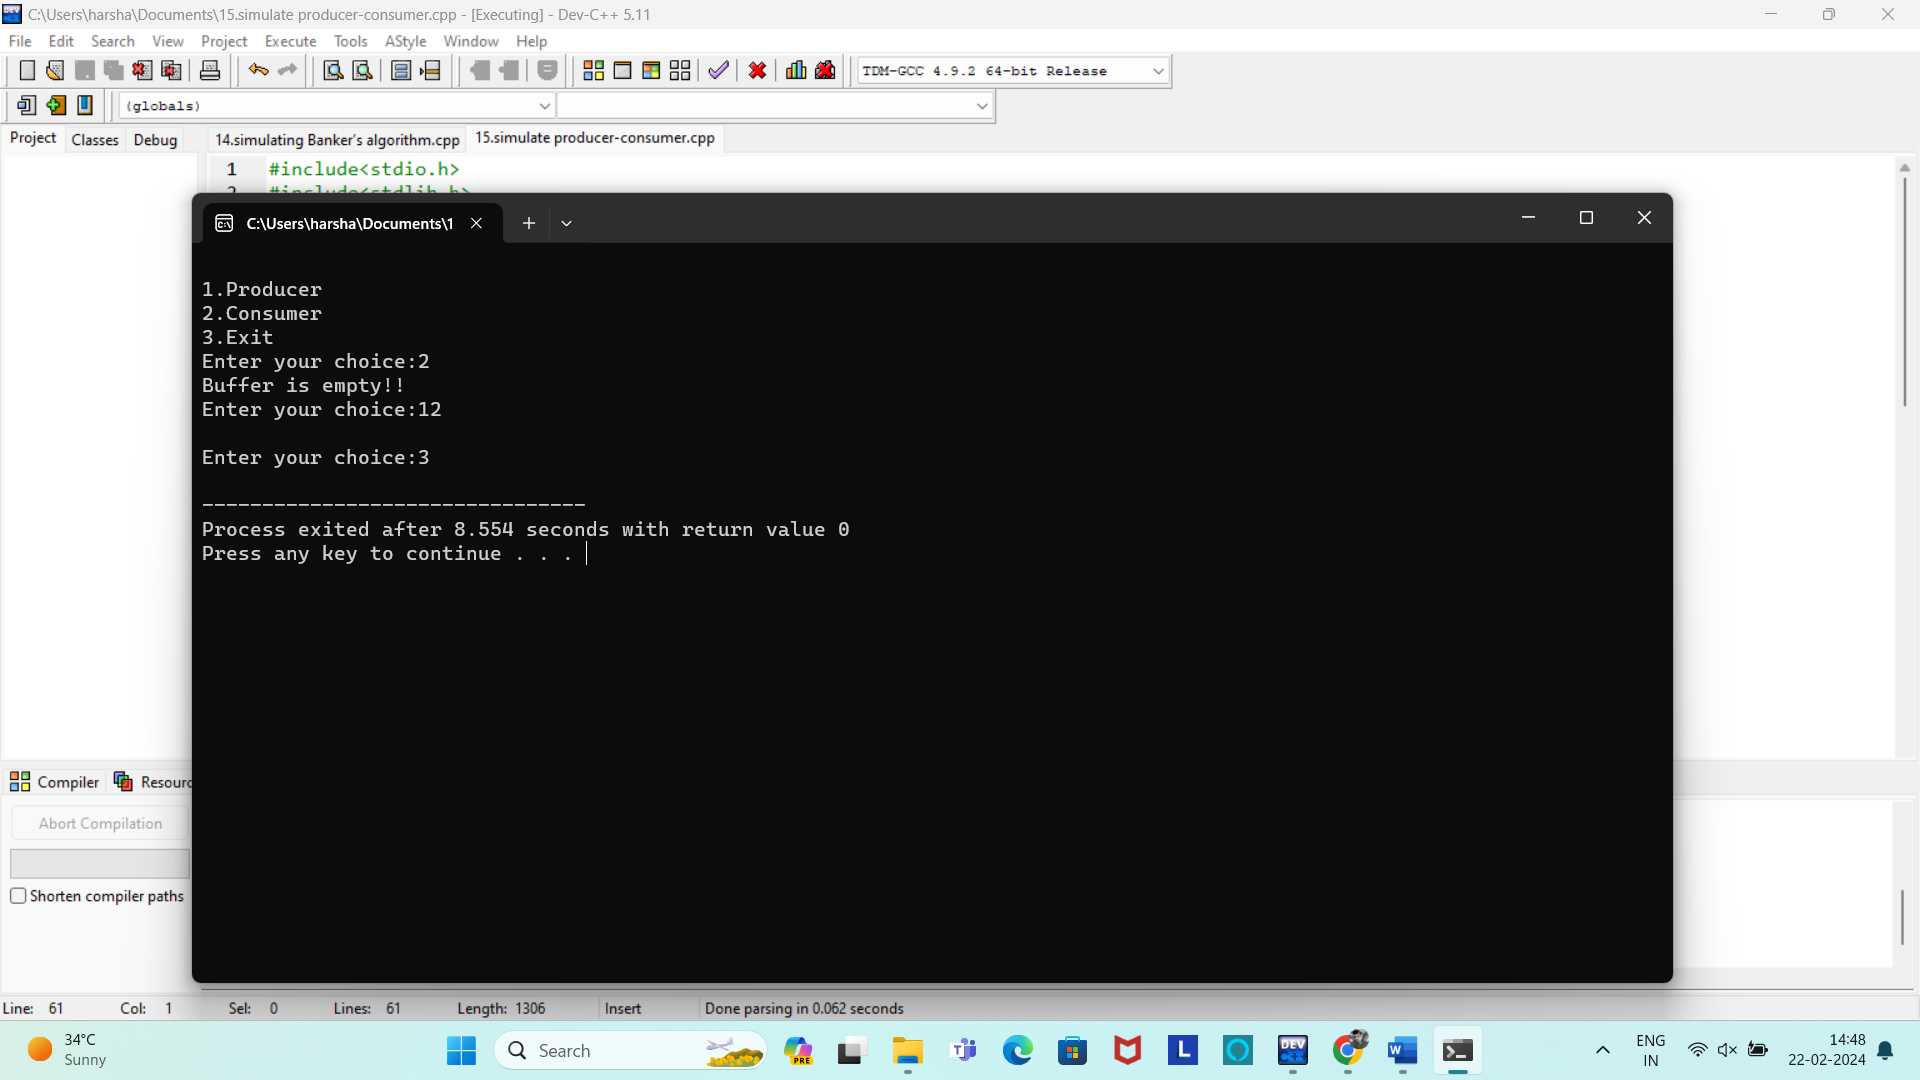 C:\Users\harsha\Documents\15.simulate producer-consumer.cpp - [Executing] - Dev-C++ 5.11
File Edit Search View Project Execute Tools AStyle Window Help
TDM-GCC 4.9.2 64-bit Release
(globals)
Project Classes Debug 14.simulating Banker's algorithm.cpp 15.simulate producer-consumer.cpp
1 #include<stdio.h>
2 #include<stdlib.h>
C:\Users\harsha\Documents\1
1.Producer
2.Consumer
3.Exit
Enter your choice:2
Buffer is empty!!
Enter your choice:12
Enter your choice:3
--------------------------------
Process exited after 8.554 seconds with return value 0
Press any key to continue . . .
Compiler Resourc
Abort Compilation
Shorten compiler paths
Line: 61 Col: 1 Sel: 0 Lines: 61 Length: 1306 Insert Done parsing in 0.062 seconds
34°C
Sunny
Search
PRE
L
DEV
C++
W
ENG
IN
14:48
22-02-2024